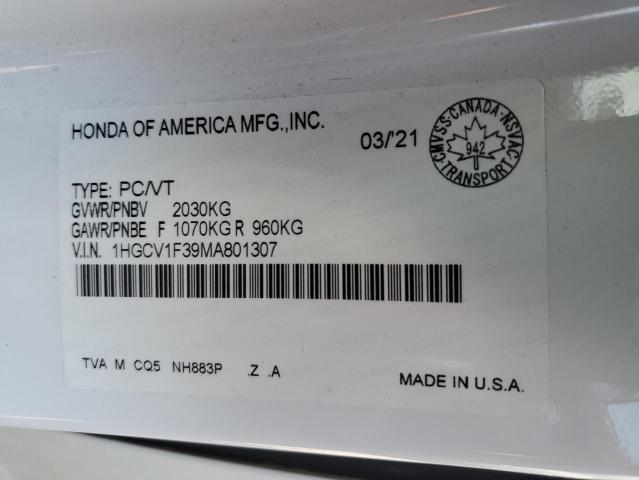 HONDA OF AMERICA MFG.,INC.
03/'21
CMVSS·CANADA·NSVAC·
942
TRANSPORT
TYPE: PC/VT
GVWR/PNBV 2030KG
GAWR/PNBE F 1070KG R 960KG
V.I.N. 1HGCV1F39MA801307
TVA M CQ5 NH883P .Z .A
MADE IN U.S.A.